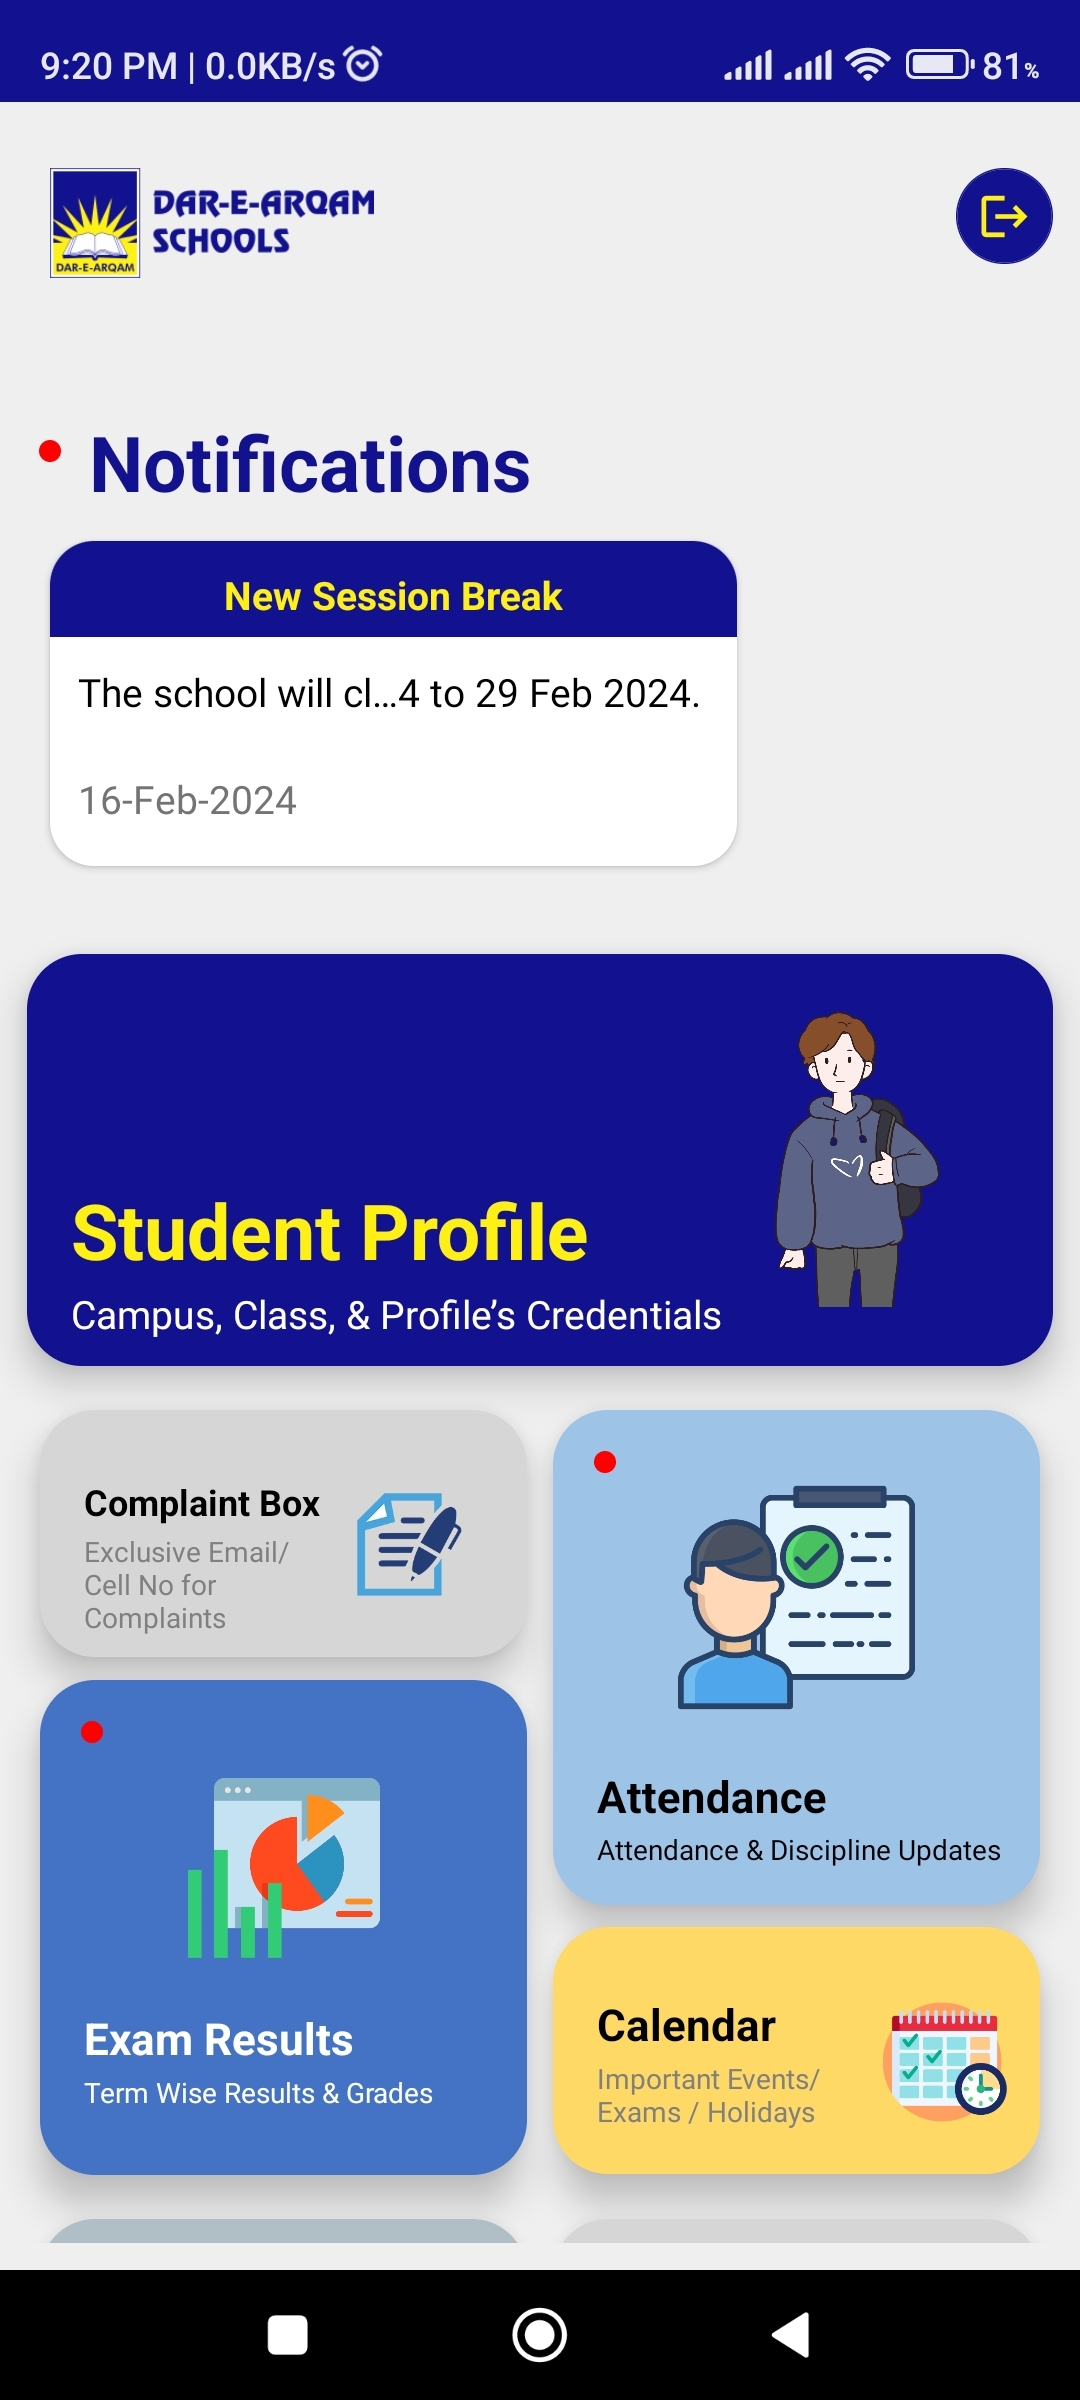 9:20 PM | 0.0KB/s 81%
DAR-E-ARQAM
SCHOOLS
DAR-E-ARQAM
Notifications
New Session Break
The school will cl...4 to 29 Feb 2024.
16-Feb-2024
Student Profile
Campus, Class, & Profile’s Credentials
Complaint Box
Exclusive Email/
Cell No for
Complaints
Attendance
Attendance & Discipline Updates
Exam Results
Term Wise Results & Grades
Calendar
Important Events/
Exams / Holidays